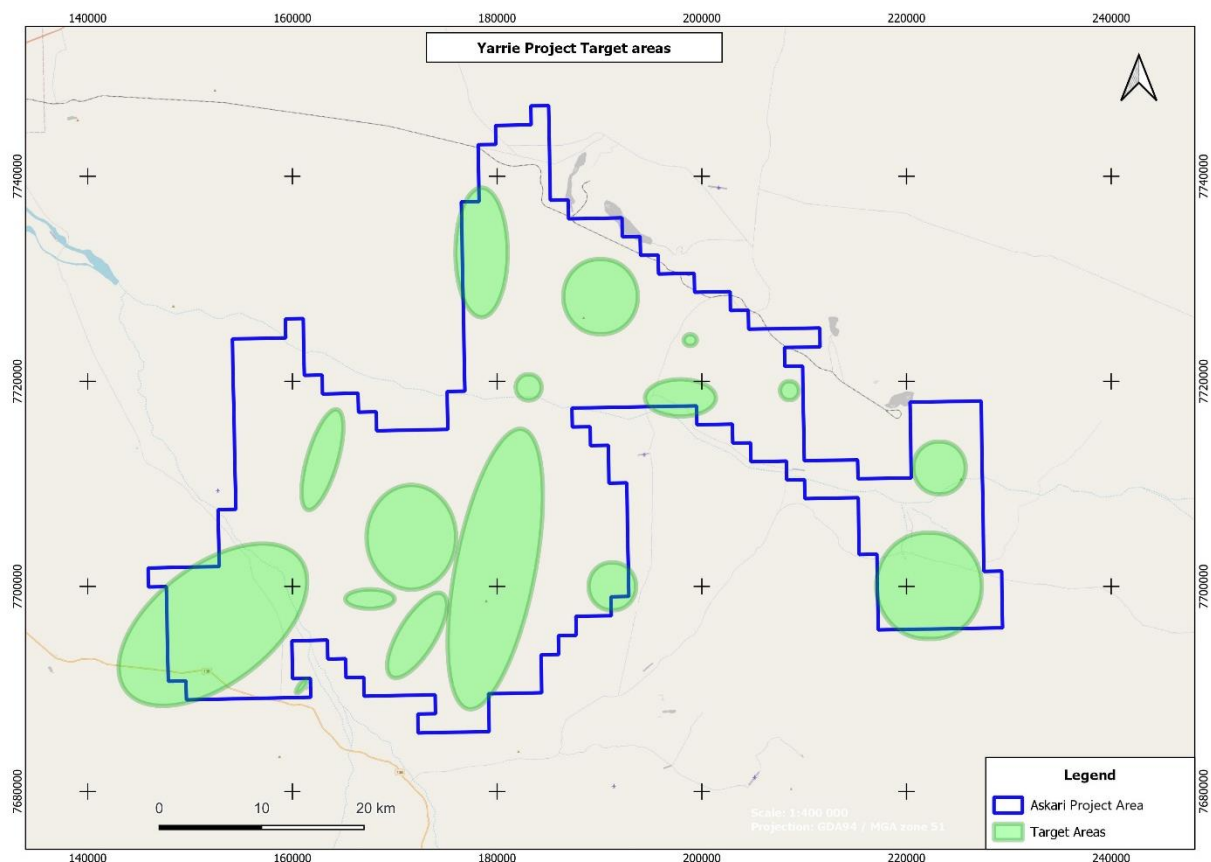 140000 160000 180000 200000 220000 240000
Yarrie Project Target areas
7740000 7740000
7720000 7720000
7700000 7700000
7680000 7680000
Legend
Askari Project Area
Target Areas
0 10 20 km
Scale: 1:400 000
Projection: GDA94 / MGA zone 51
140000 160000 180000 200000 220000 240000